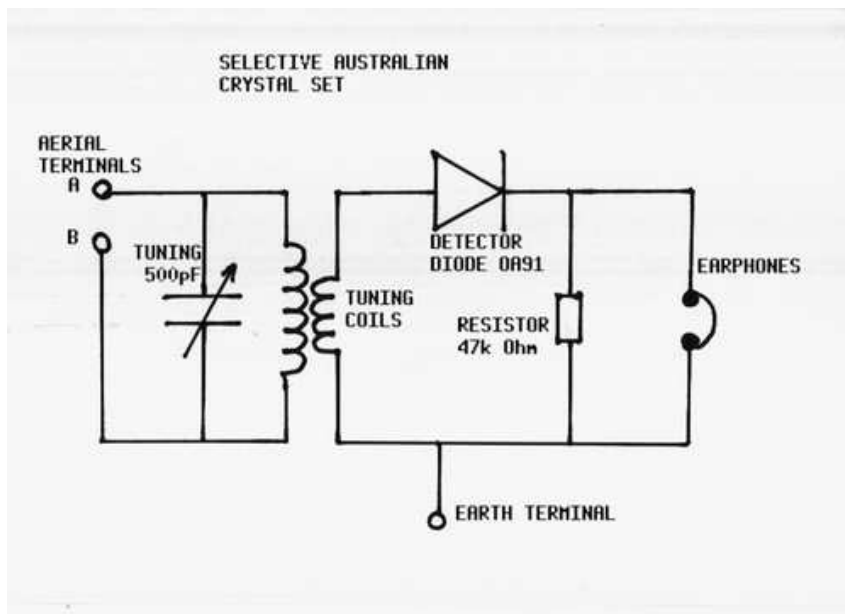 SELECTIVE AUSTRALIAN
CRYSTAL SET
AERIAL
TERMINALS
A
B
TUNING
500pF
TUNING
COILS
DETECTOR
DIODE OA91
RESISTOR
47k Ohm
EARPHONES
EARTH TERMINAL